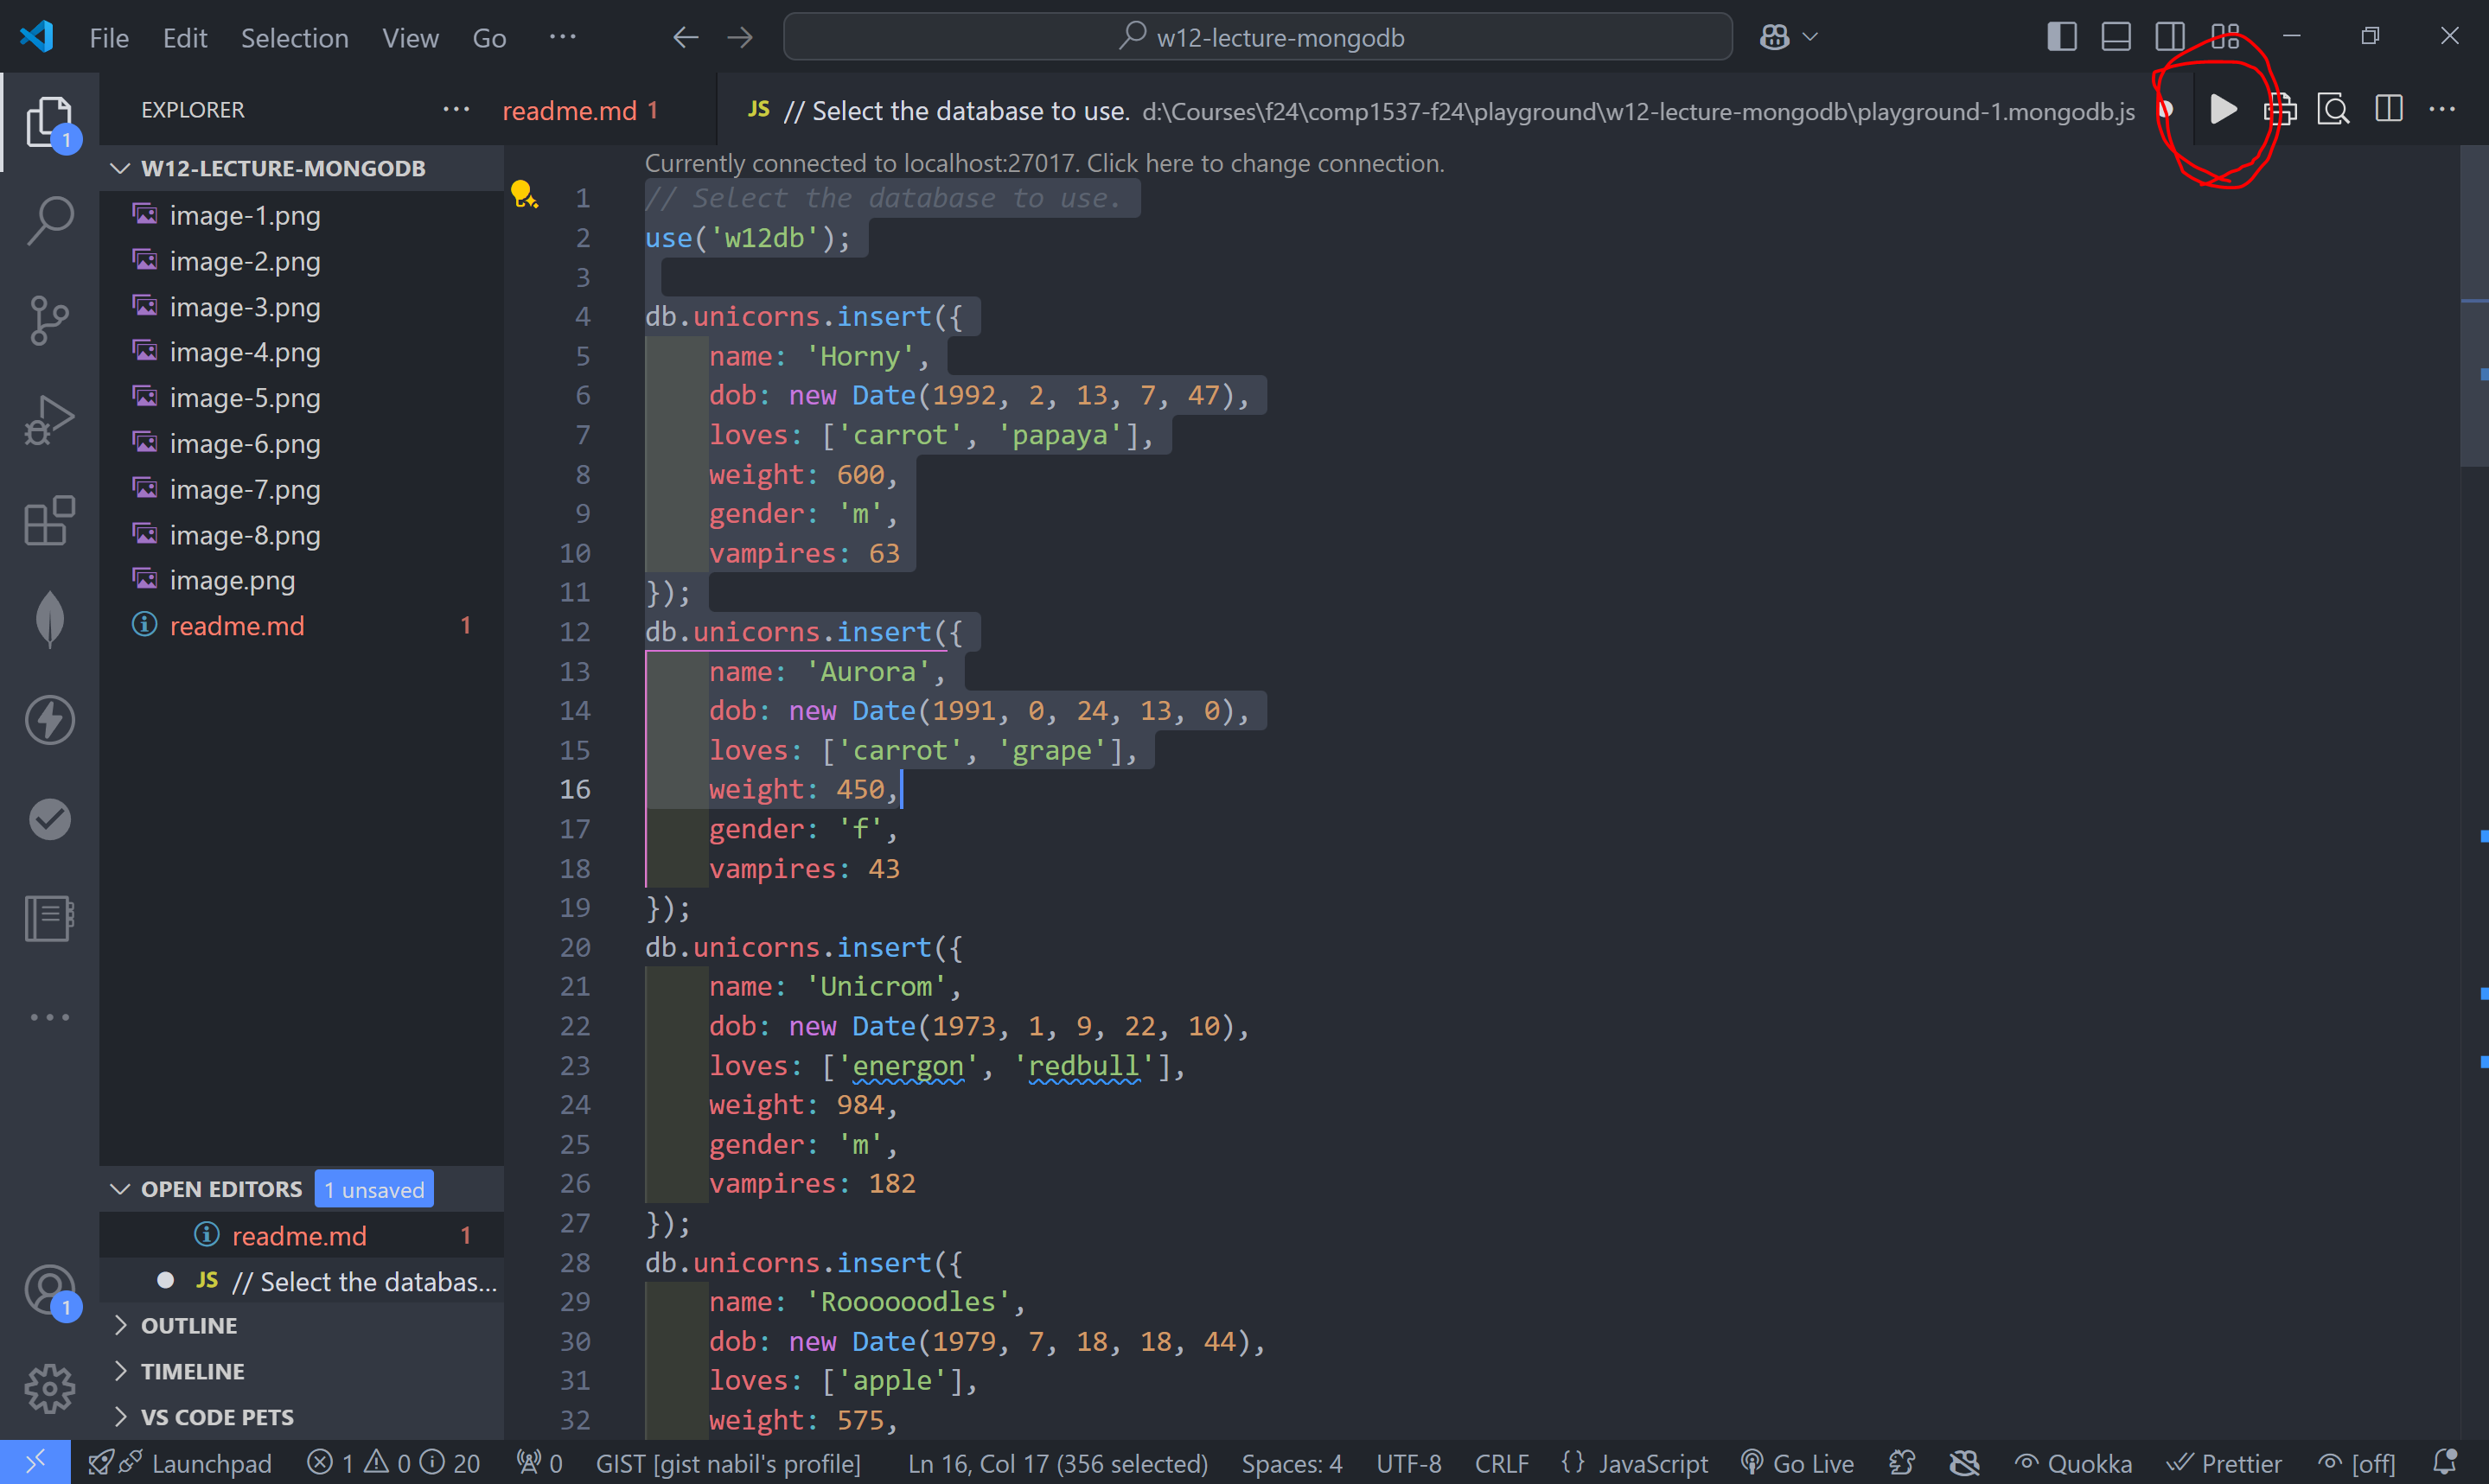 File Edit Selection View Go ··· w12-lecture-mongodb
EXPLORER ···
readme.md 1
JS // Select the database to use. d:\Courses\f24\comp1537-f24\playground\w12-lecture-mongodb\playground-1.mongodb.js
1
W12-LECTURE-MONGODB
image-1.png
image-2.png
image-3.png
image-4.png
image-5.png
image-6.png
image-7.png
image-8.png
image.png
readme.md 1
OPEN EDITORS 1 unsaved
readme.md 1
JS // Select the databas...
OUTLINE
TIMELINE
VS CODE PETS
1
Currently connected to localhost:27017. Click here to change connection.
1 // Select the database to use.
2 use('w12db');
3
4 db.unicorns.insert({
5 name: 'Horny',
6 dob: new Date(1992, 2, 13, 7, 47),
7 loves: ['carrot', 'papaya'],
8 weight: 600,
9 gender: 'm',
10 vampires: 63
11 });
12 db.unicorns.insert({
13 name: 'Aurora',
14 dob: new Date(1991, 0, 24, 13, 0),
15 loves: ['carrot', 'grape'],
16 weight: 450,
17 gender: 'f',
18 vampires: 43
19 });
20 db.unicorns.insert({
21 name: 'Unicrom',
22 dob: new Date(1973, 1, 9, 22, 10),
23 loves: ['energon', 'redbull'],
24 weight: 984,
25 gender: 'm',
26 vampires: 182
27 });
28 db.unicorns.insert({
29 name: 'Roooooodles',
30 dob: new Date(1979, 7, 18, 18, 44),
31 loves: ['apple'],
32 weight: 575,
Launchpad 1 0 20 0 GIST [gist nabil's profile] Ln 16, Col 17 (356 selected) Spaces: 4 UTF-8 CRLF {} JavaScript Go Live Quokka Prettier [off]